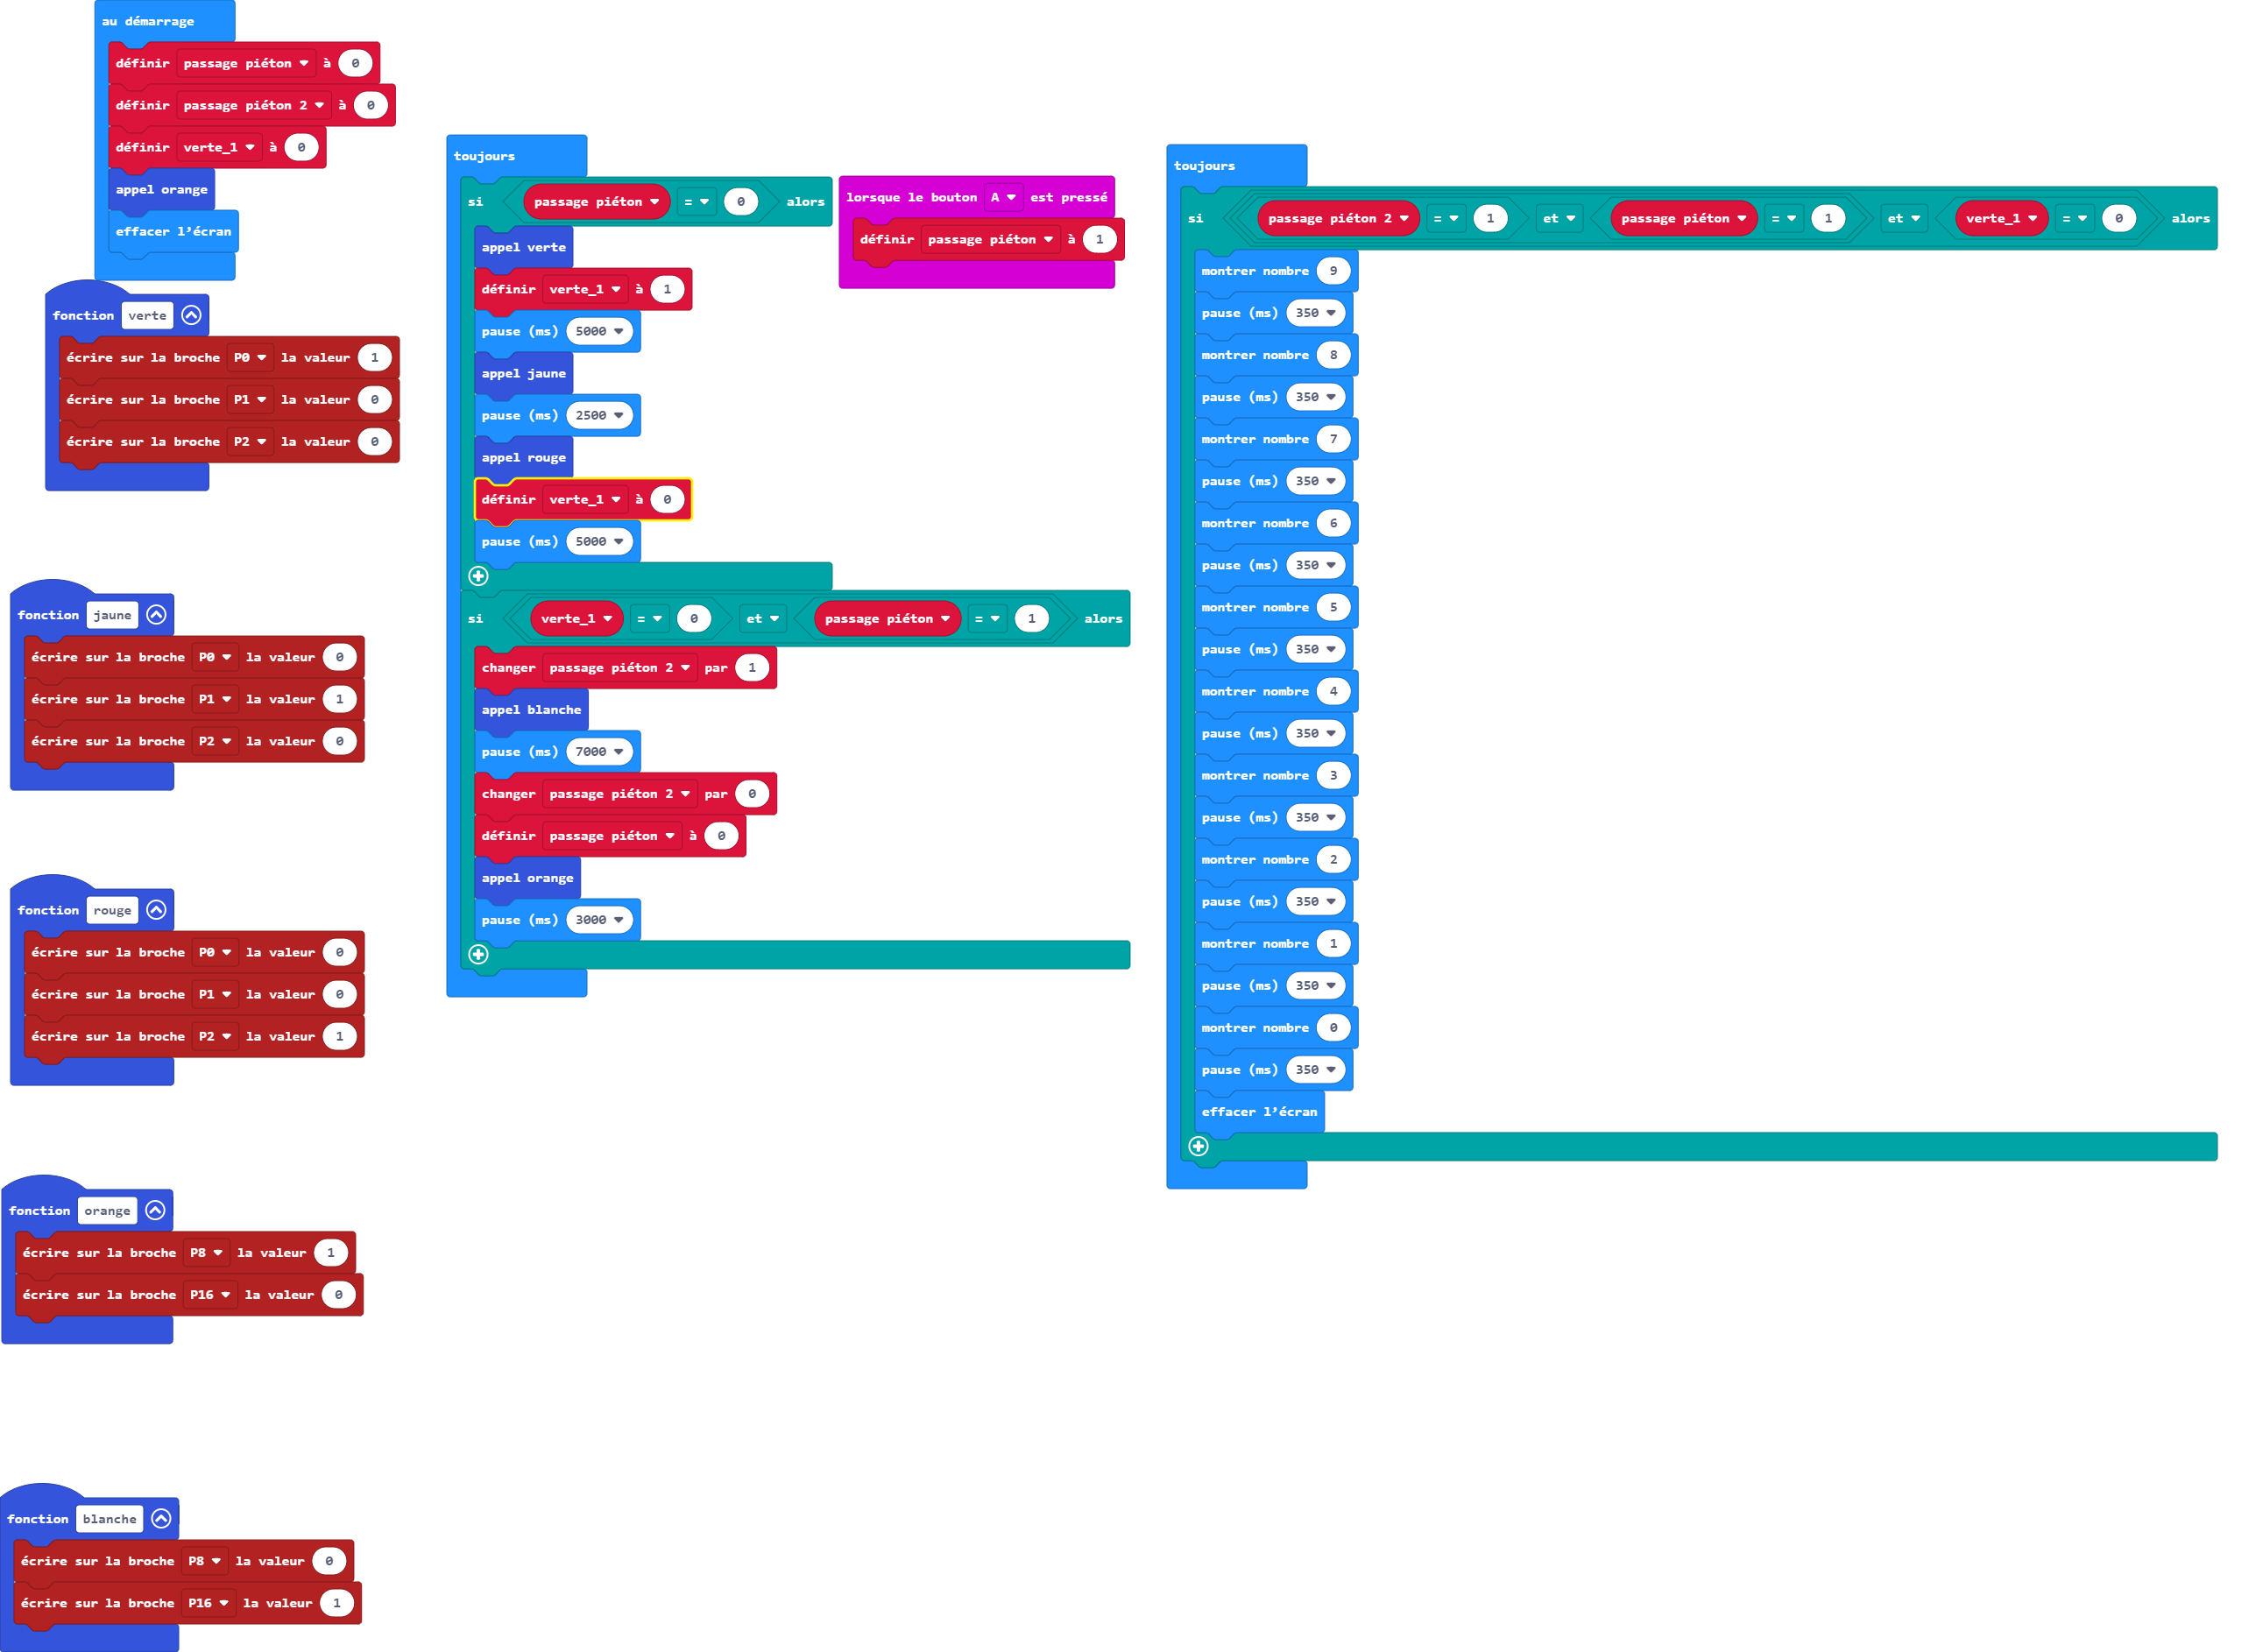 au démarrage
définir passage piéton à 0
définir passage piéton 2 à 0
définir verte_1 à 0
appel orange
effacer l'écran
fonction verte
écrire sur la broche P0 la valeur 1
écrire sur la broche P1 la valeur 0
écrire sur la broche P2 la valeur 0
fonction jaune
écrire sur la broche P0 la valeur 0
écrire sur la broche P1 la valeur 1
écrire sur la broche P2 la valeur 0
fonction rouge
écrire sur la broche P0 la valeur 0
écrire sur la broche P1 la valeur 0
écrire sur la broche P2 la valeur 1
fonction orange
écrire sur la broche P8 la valeur 1
écrire sur la broche P16 la valeur 0
fonction blanche
écrire sur la broche P8 la valeur 0
écrire sur la broche P16 la valeur 1
toujours
si passage piéton = 0 alors
appel verte
définir verte_1 à 1
pause (ms) 5000
appel jaune
pause (ms) 2500
appel rouge
définir verte_1 à 0
pause (ms) 5000
si verte_1 = 0 et passage piéton = 1 alors
changer passage piéton 2 par 1
appel blanche
pause (ms) 7000
changer passage piéton 2 par 0
définir passage piéton à 0
appel orange
pause (ms) 3000
lorsque le bouton A est pressé
définir passage piéton à 1
toujours
si passage piéton 2 = 1 et passage piéton = 1 et verte_1 = 0 alors
montrer nombre 9
pause (ms) 350
montrer nombre 8
pause (ms) 350
montrer nombre 7
pause (ms) 350
montrer nombre 6
pause (ms) 350
montrer nombre 5
pause (ms) 350
montrer nombre 4
pause (ms) 350
montrer nombre 3
pause (ms) 350
montrer nombre 2
pause (ms) 350
montrer nombre 1
pause (ms) 350
montrer nombre 0
pause (ms) 350
effacer l'écran